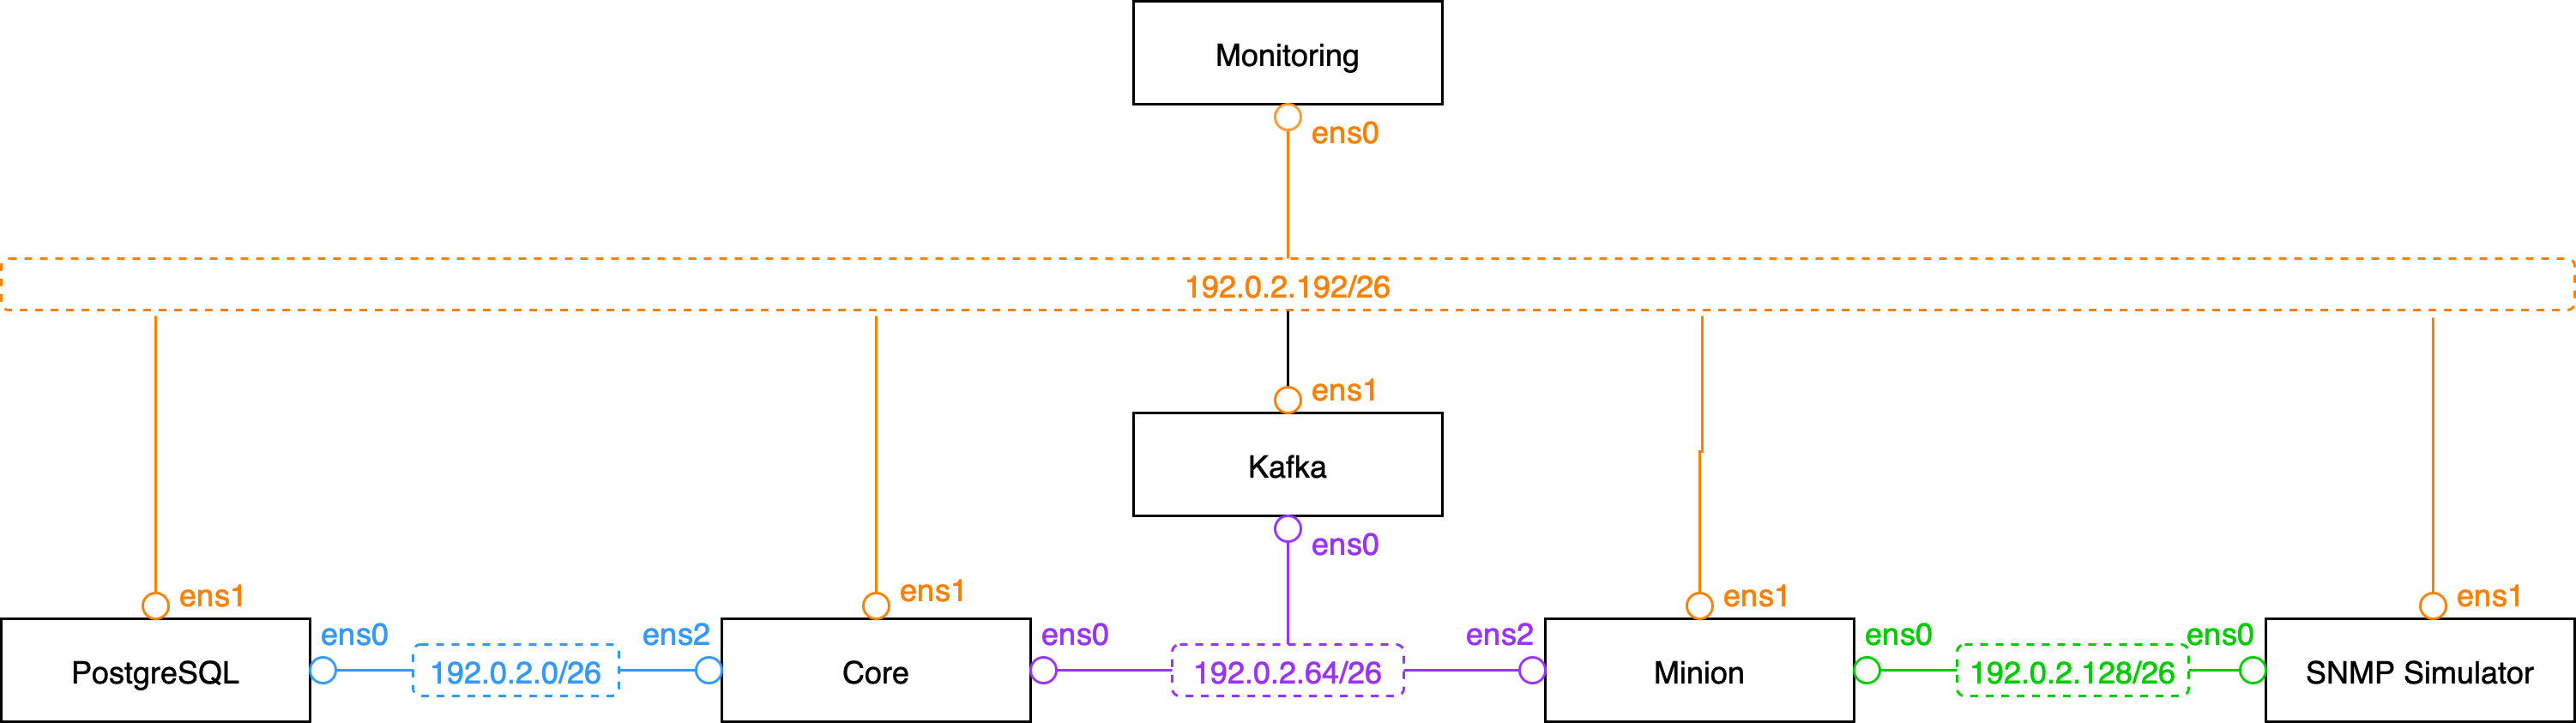 Monitoring
ens0
192.0.2.192/26
ens1
Kafka
ens0
ens1
ens1
ens1
ens1
ens0
ens2
ens0
ens2
ens0
ens0
PostgreSQL
192.0.2.0/26
Core
192.0.2.64/26
Minion
192.0.2.128/26
SNMP Simulator